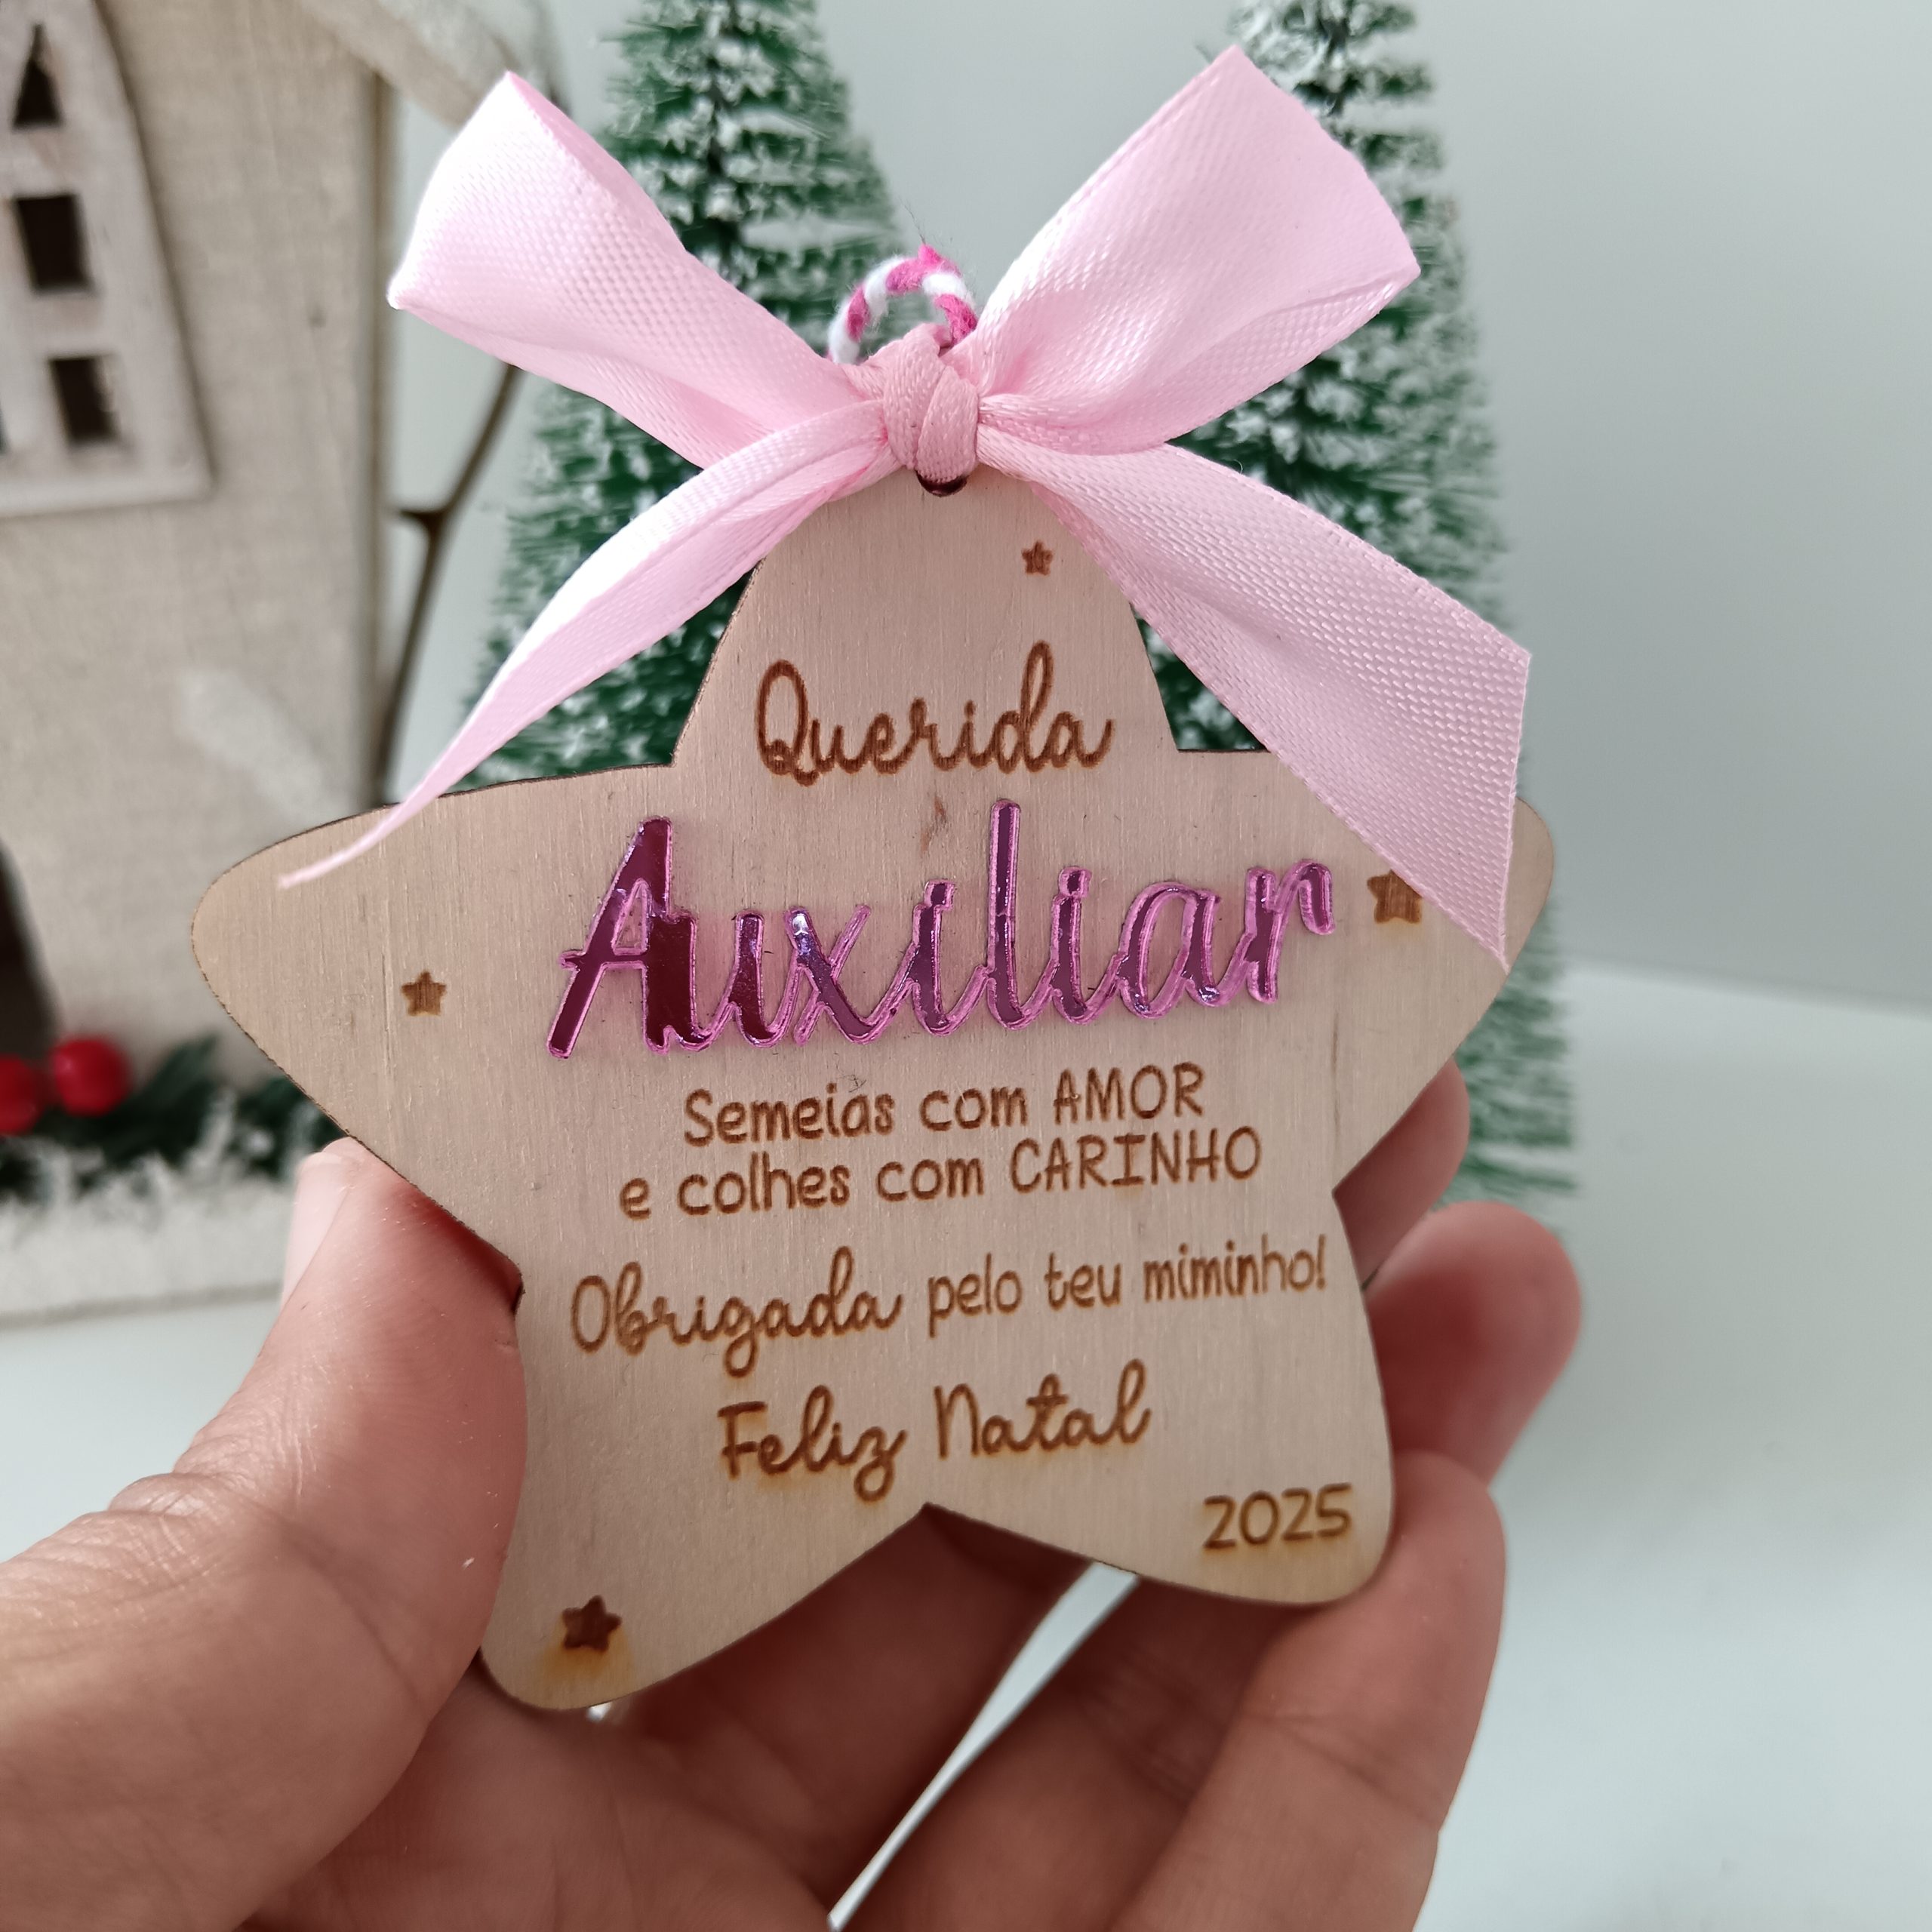 Querida
Auxiliar
Semeias com AMOR
e colhes com CARINHO
Obrigada pelo teu miminho!
Feliz Natal
2025